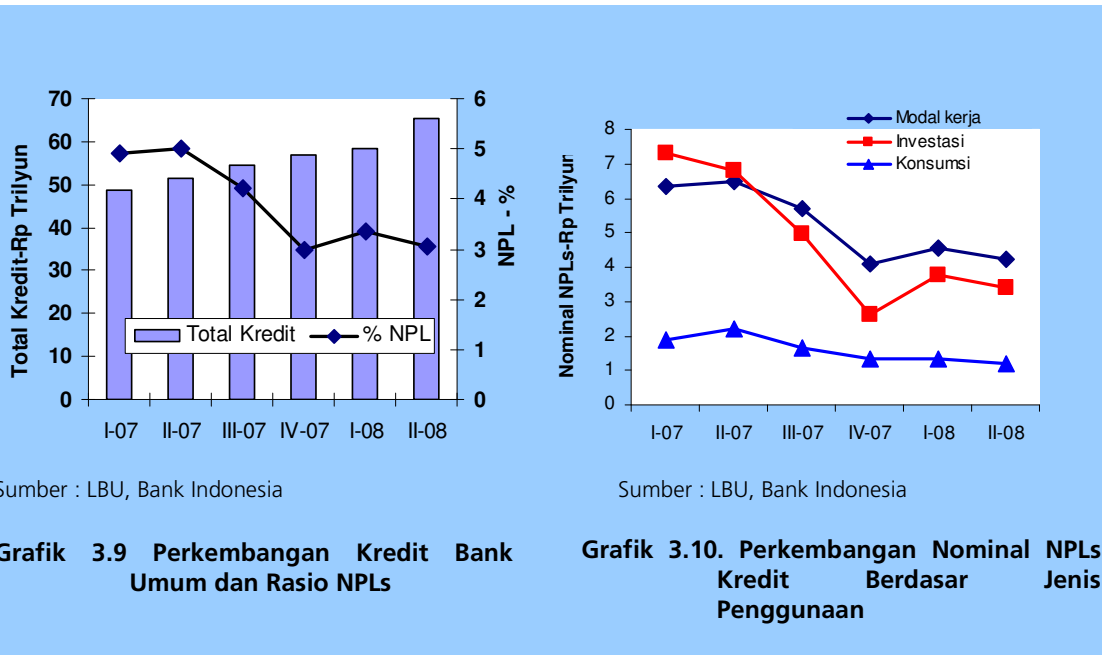 70
60
50
40
30
20
10
0
Total Kredit-Rp Trilyun
6
5
4
3
2
1
0
NPL - %
Total Kredit % NPL
I-07 II-07 III-07 IV-07 I-08 II-08
Sumber : LBU, Bank Indonesia
Grafik 3.9 Perkembangan Kredit Bank
Umum dan Rasio NPLs
Modal kerja
Investasi
Konsumsi
8
7
6
5
4
3
2
1
0
Nominal NPLs-Rp Trilyun
I-07 II-07 III-07 IV-07 I-08 II-08
Sumber : LBU, Bank Indonesia
Grafik 3.10. Perkembangan Nominal NPLs
Kredit Berdasar Jenis
Penggunaan